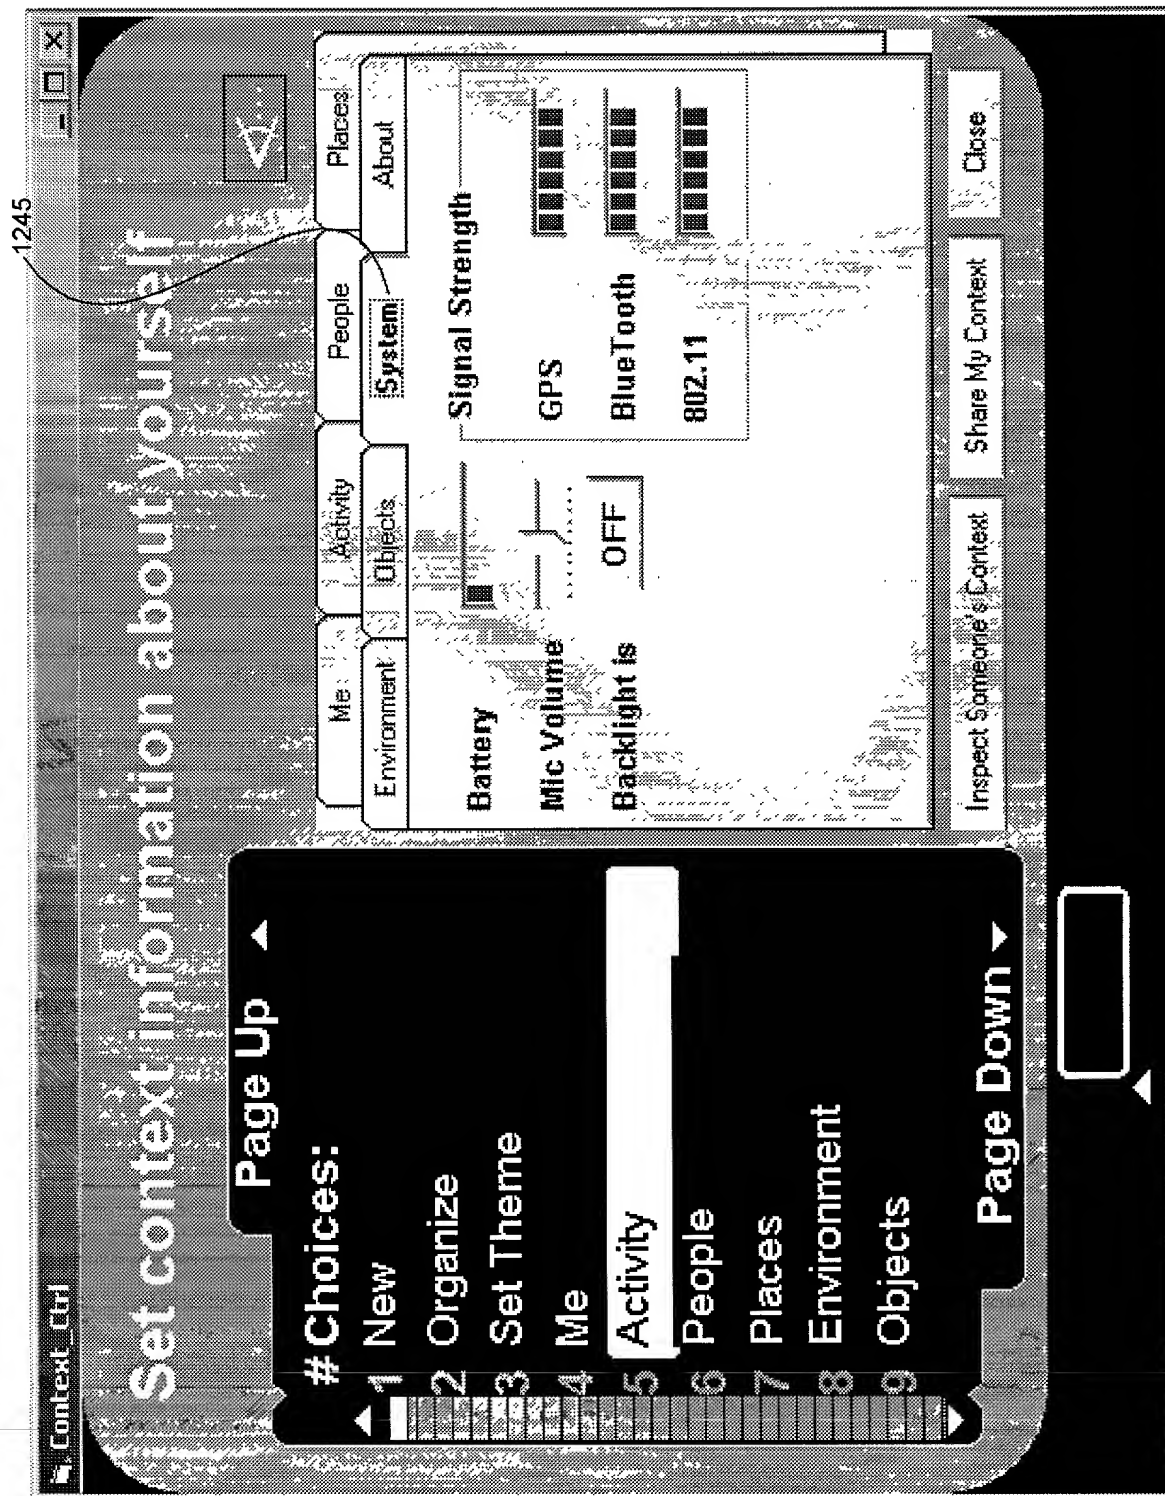 1245
Context_Ctrl
Set context information about yourself
Page Up
#Choices:
1 New
2 Organize
3 Set Theme
4 Me
5 Activity
6 People
7 Places
8 Environment
9 Objects
Page Down
Me Activity People Places
Environment Objects System About
Battery
Mic Volume
Backlight is OFF
Signal Strength
GPS
BlueTooth
802.11
Inspect Someone's Context Share My Context Close